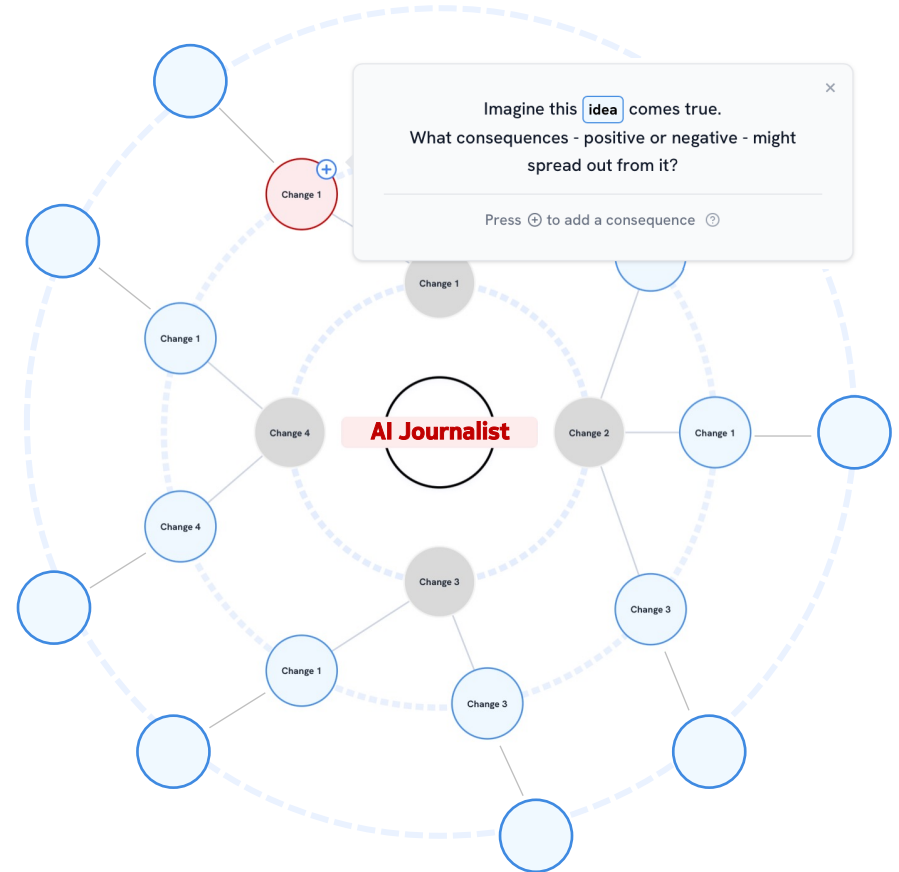 Imagine this idea comes true.
What consequences - positive or negative - might
spread out from it?
Press to add a consequence
Change 1
Change 1
Change 1
Change 4
AI Journalist
Change 2
Change 1
Change 4
Change 3
Change 3
Change 1
Change 3